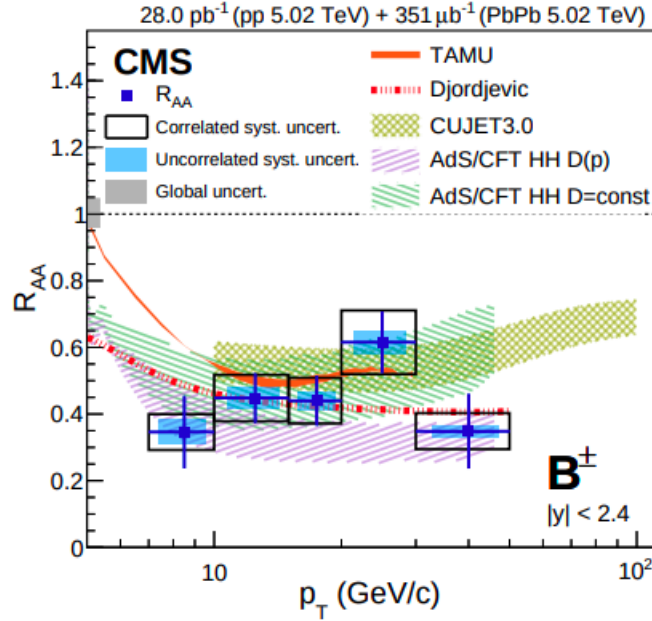 28.0 pb⁻¹ (pp 5.02 TeV) + 351 μb⁻¹ (PbPb 5.02 TeV)
CMS
R_AA
Correlated syst. uncert.
Uncorrelated syst. uncert.
Global uncert.
TAMU
Djordjevic
CUJET3.0
AdS/CFT HH D(p)
AdS/CFT HH D=const
R_AA
1.4
1.2
1
0.8
0.6
0.4
0.2
0
B±
|y| < 2.4
10
10²
p_T (GeV/c)